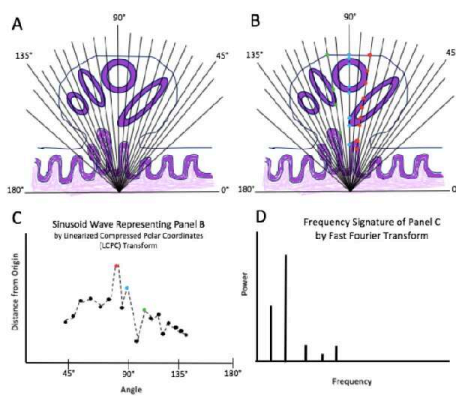 A
90°
135°
45°
180°
0°
B
90°
135°
45°
180°
0°
C
Sinusoid Wave Representing Panel B
by Linearized Compressed Polar Coordinates
(LCPC) Transform
Distance from Origin
45°
90°
135°
180°
Angle
D
Frequency Signature of Panel C
by Fast Fourier Transform
Power
Frequency